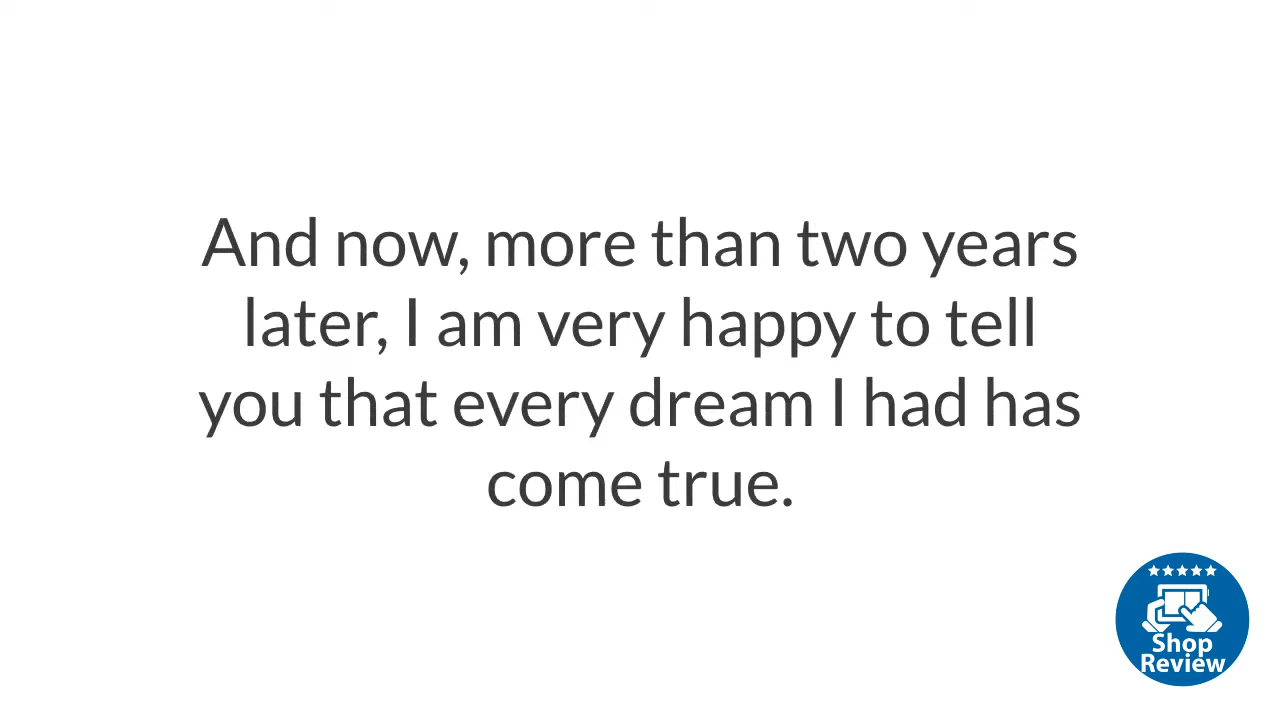 And now, more than two years
later, I am very happy to tell
you that every dream I had has
come true.
Shop
Review